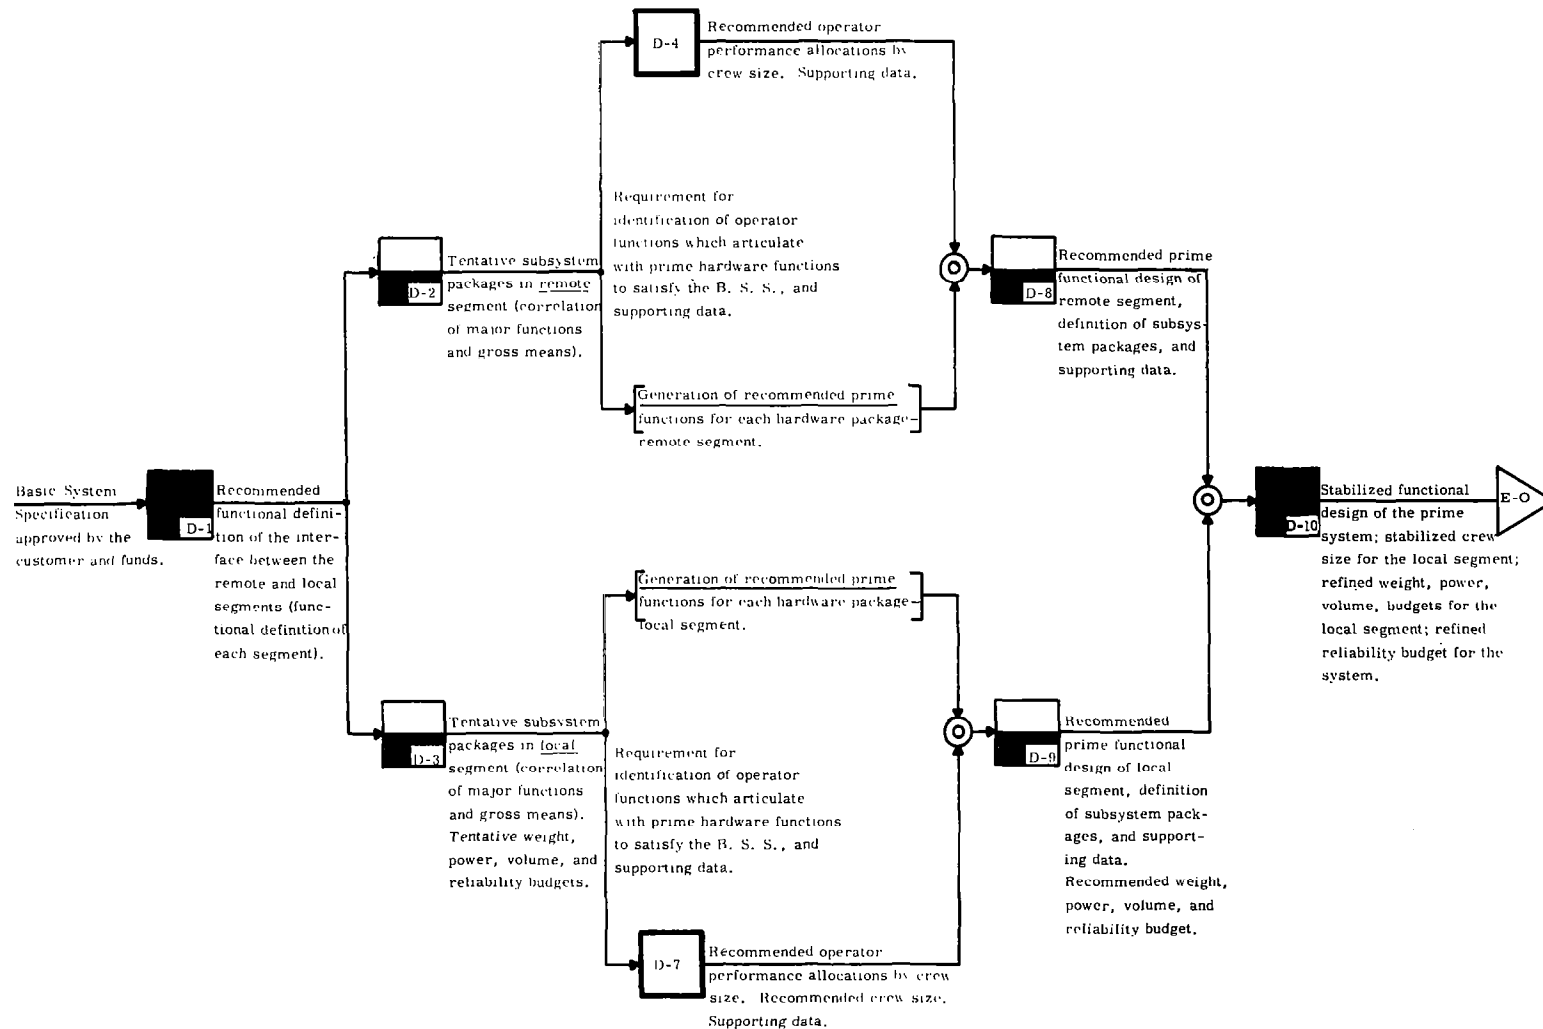 Basic System
Specification
approved by the
customer and funds.
D-1
Recommended
functional defini-
tion of the inter-
face between the
remote and local
segments (func-
tional definition of
each segment).
D-2
Tentative subsystem
packages in remote
segment (correlation
of major functions
and gross means).
D-3
Tentative subsystem
packages in local
segment (correlation
of major functions
and gross means).
Tentative weight,
power, volume, and
reliability budgets.
D-4
Recommended operator
performance allocations by
crew size. Supporting data.
Requirement for
identification of operator
functions which articulate
with prime hardware functions
to satisfy the B. S. S., and
supporting data.
Generation of recommended prime
functions for each hardware package-
remote segment.
Generation of recommended prime
functions for each hardware package-
local segment.
Requirement for
identification of operator
functions which articulate
with prime hardware functions
to satisfy the B. S. S., and
supporting data.
D-7
Recommended operator
performance allocations by crew
size. Recommended crew size.
Supporting data.
D-8
Recommended prime
functional design of
remote segment,
definition of subsys-
tem packages, and
supporting data.
D-9
Recommended
prime functional
design of local
segment, definition
of subsystem pack-
ages, and support-
ing data.
Recommended weight,
power, volume, and
reliability budget.
D-10
Stabilized functional
design of the prime
system; stabilized crew
size for the local segment;
refined weight, power,
volume, budgets for the
local segment; refined
reliability budget for the
system.
E-O